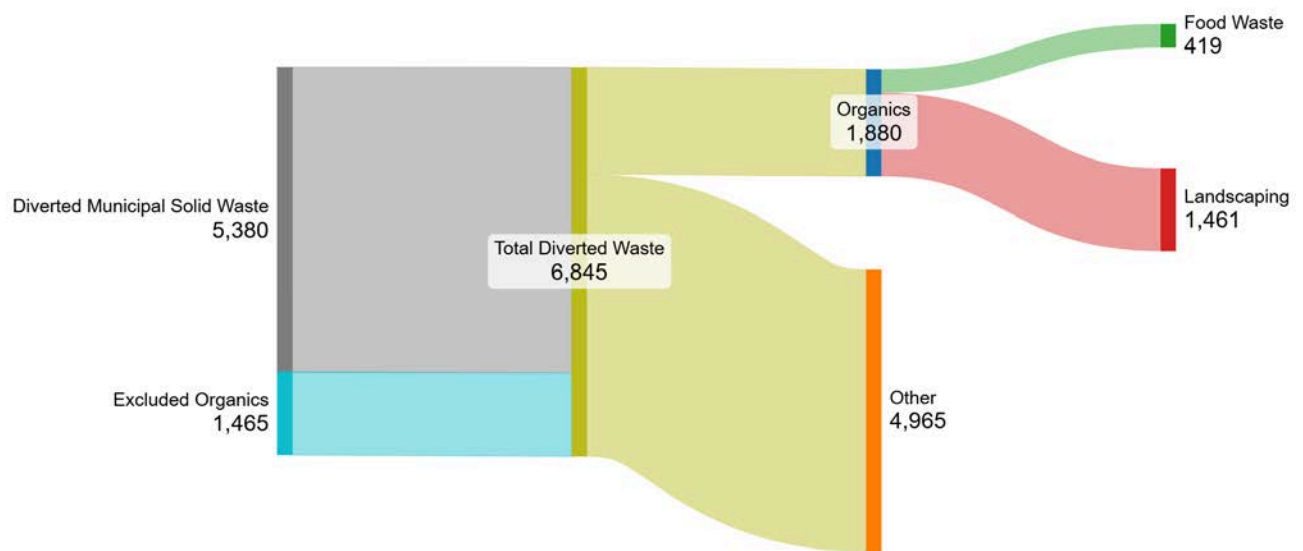 Food Waste
419
Organics
1,880
Landscaping
1,461
Diverted Municipal Solid Waste
5,380
Total Diverted Waste
6,845
Excluded Organics
1,465
Other
4,965